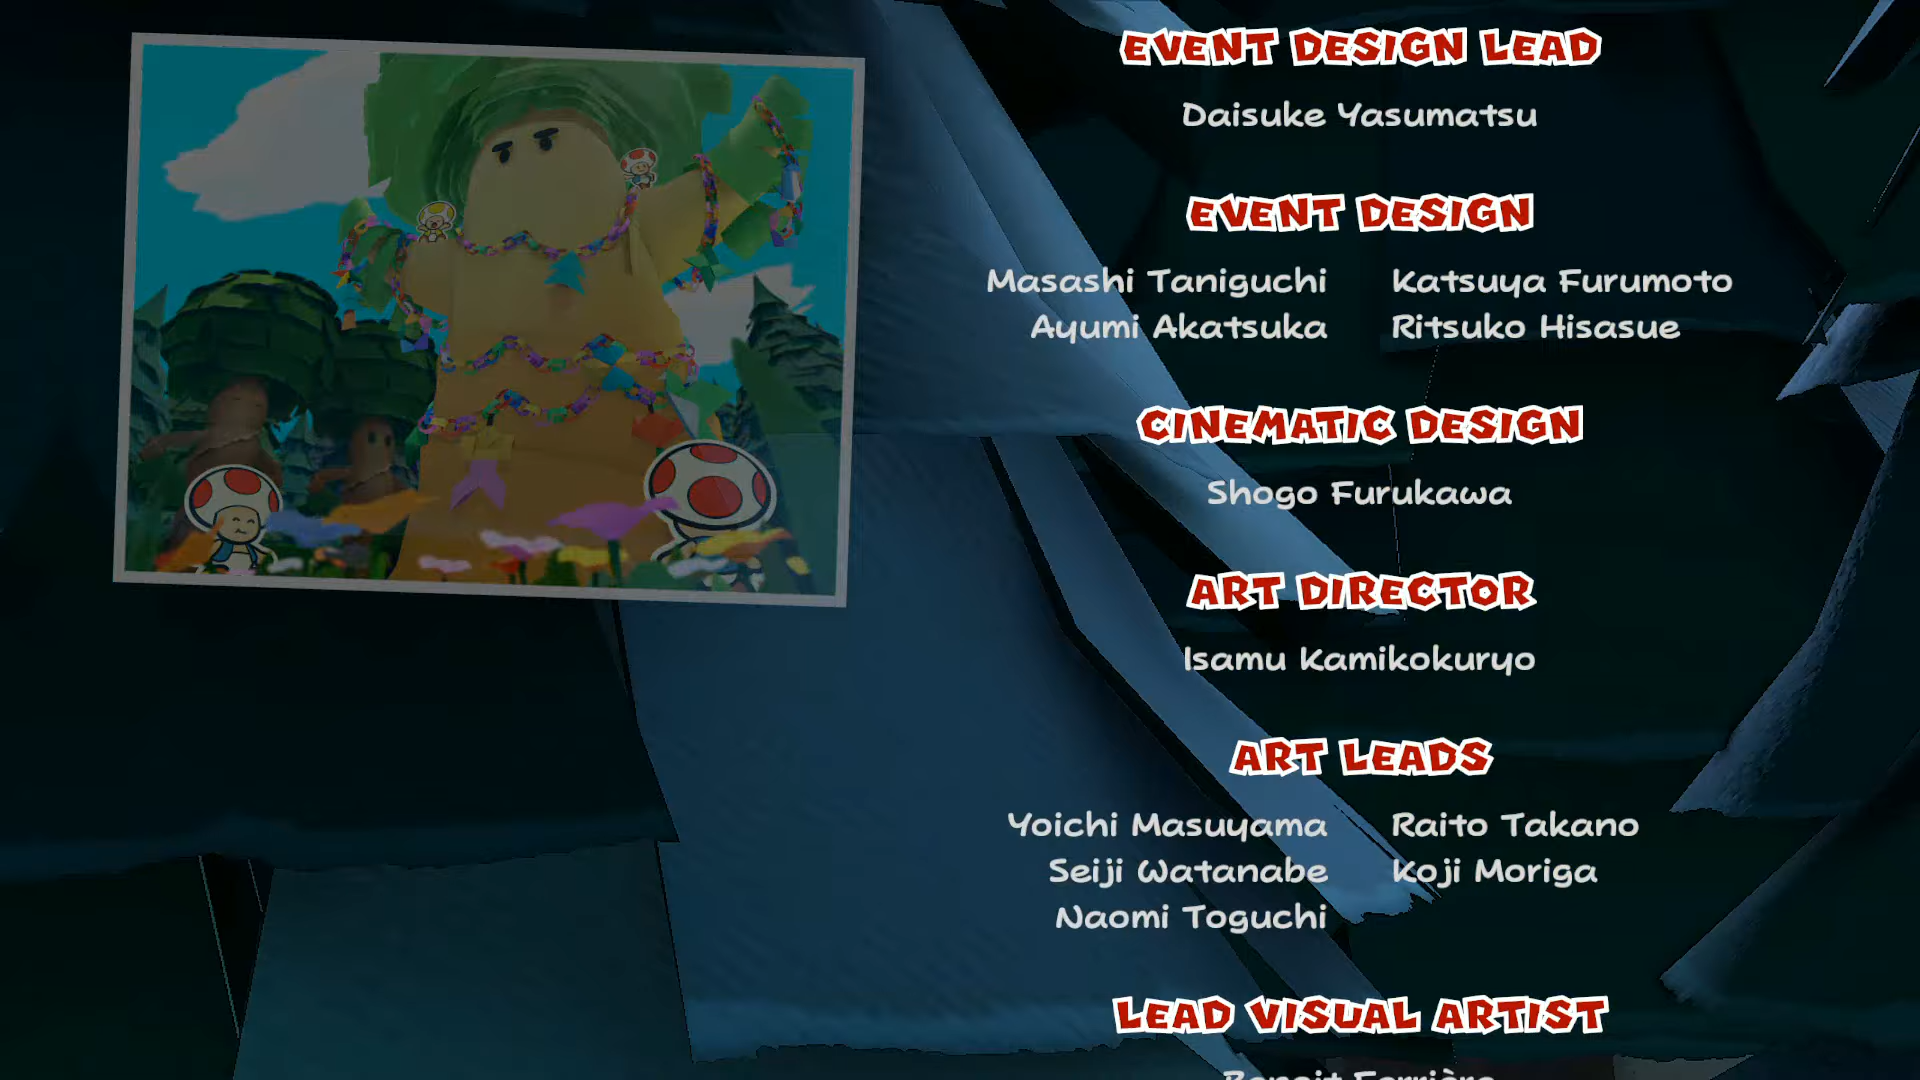 EVENT DESIGN LEAD
Daisuke Yasumatsu
EVENT DESIGN
Masashi Taniguchi Katsuya Furumoto
Ayumi Akatsuka Ritsuko Hisasue
CINEMATIC DESIGN
Shogo Furukawa
ART DIRECTOR
Isamu Kamikokuryo
ART LEADS
Yoichi Masuyama Raito Takano
Seiji Watanabe Koji Moriga
Naomi Toguchi
LEAD VISUAL ARTIST